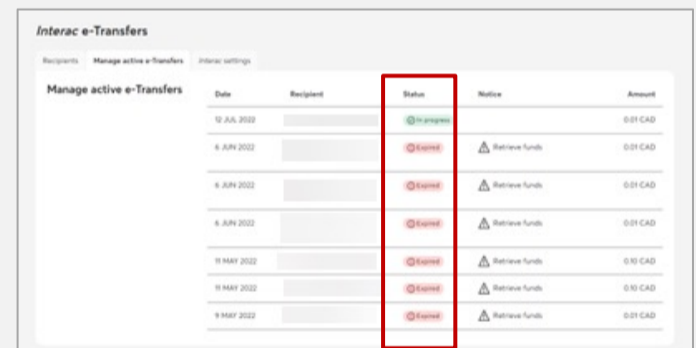 Interac e-Transfers
Recipients Manage active e-Transfers Interac settings
Manage active e-Transfers Date Recipient Status Notice Amount
12 JUL 2022 In progress 0.01 CAD
6 JUN 2022 Expired Retrieve funds 0.01 CAD
6 JUN 2022 Expired Retrieve funds 0.01 CAD
6 JUN 2022 Expired Retrieve funds 0.01 CAD
11 MAY 2022 Expired Retrieve funds 0.10 CAD
11 MAY 2022 Expired Retrieve funds 0.10 CAD
9 MAY 2022 Expired Retrieve funds 0.01 CAD